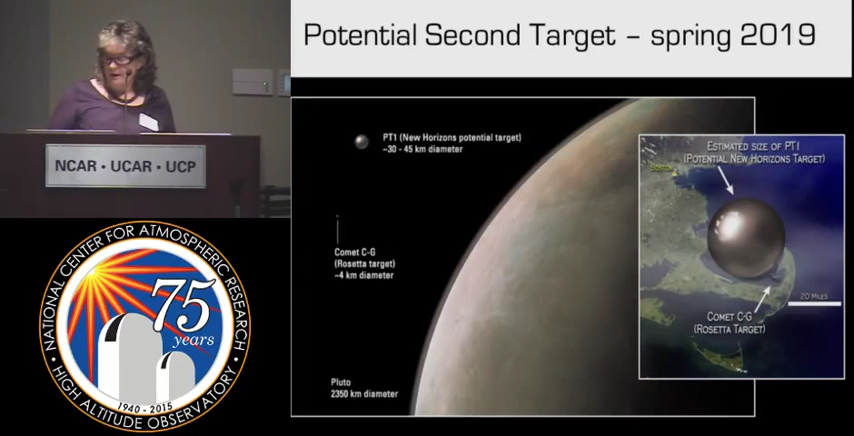 Potential Second Target – spring 2019
NCAR • UCAR • UCP
PT1 (New Horizons potential target)
~30 - 45 km diameter
Comet C-G
(Rosetta target)
~4 km diameter
Pluto
2350 km diameter
Estimated size of PT1
(Potential New Horizons Target)
Boston
20 Miles
Comet C-G
(Rosetta Target)
NATIONAL CENTER FOR ATMOSPHERIC RESEARCH
75
years
1940 - 2015
HIGH ALTITUDE OBSERVATORY